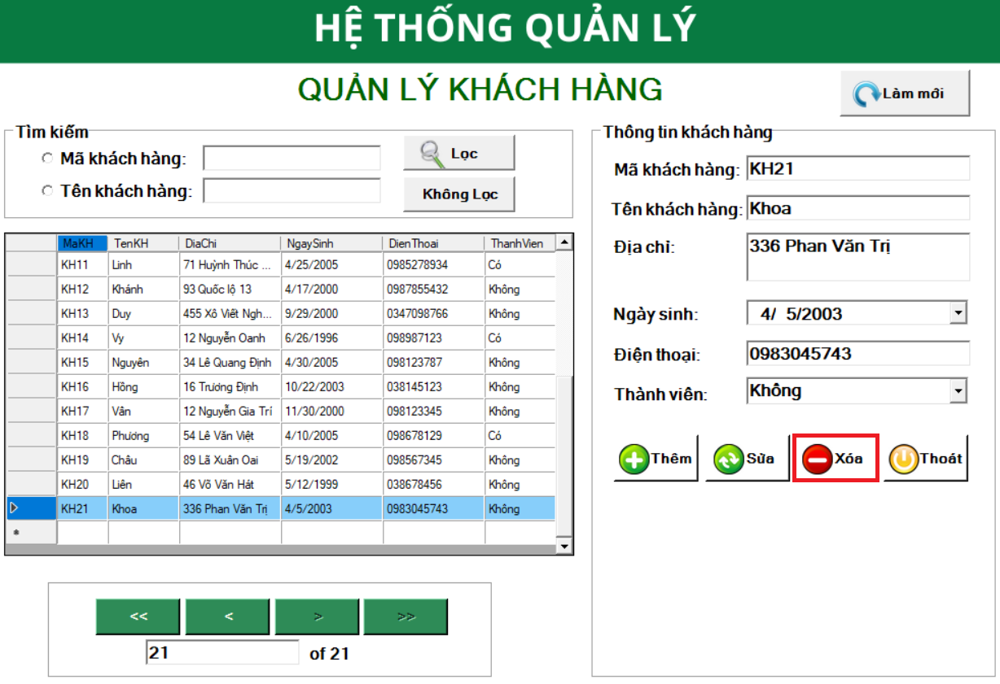 HỆ THỐNG QUẢN LÝ
QUẢN LÝ KHÁCH HÀNG
Làm mới
Tìm kiếm
Mã khách hàng:
Lọc
Tên khách hàng:
Không Lọc
MaKH TenKH DiaChi NgaySinh DienThoai ThanhVien
KH11 Linh 71 Huỳnh Thúc ... 4/25/2005 0985278934 Có
KH12 Khánh 93 Quốc lộ 13 4/17/2000 0987855432 Không
KH13 Duy 455 Xô Viết Ngh... 9/29/2000 0347098766 Không
KH14 Vy 12 Nguyễn Oanh 6/26/1996 098987123 Có
KH15 Nguyên 34 Lê Quang Định 4/30/2005 098123787 Không
KH16 Hồng 16 Trương Định 10/22/2003 038145123 Không
KH17 Vân 12 Nguyễn Gia Trí 11/30/2000 098123345 Không
KH18 Phương 54 Lê Văn Việt 4/10/2005 098678129 Có
KH19 Châu 89 Lã Xuân Oai 5/19/2002 098567345 Không
KH20 Liên 46 Võ Văn Hát 5/12/1999 038678456 Không
KH21 Khoa 336 Phan Văn Trị 4/5/2003 0983045743 Không
*
<< < > >>
21 of 21
Thông tin khách hàng
Mã khách hàng: KH21
Tên khách hàng: Khoa
Địa chỉ: 336 Phan Văn Trị
Ngày sinh: 4/ 5/2003
Điện thoại: 0983045743
Thành viên: Không
Thêm Sửa Xóa Thoát